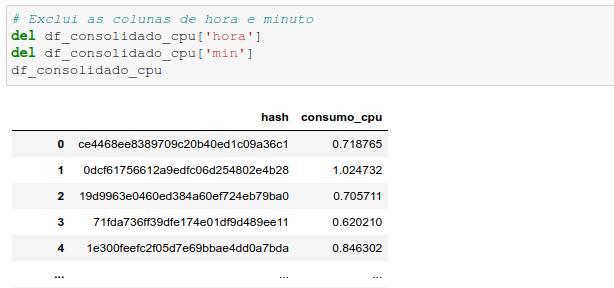 # Exclui as colunas de hora e minuto
del df_consolidado_cpu['hora']
del df_consolidado_cpu['min']
df_consolidado_cpu
hash consumo_cpu
0 ce4468ee8389709c20b40ed1c09a36c1 0.718765
1 0dcf61756612a9edfc06d254802e4b28 1.024732
2 19d9963e0460ed384a60ef724eb79ba0 0.705711
3 71fda736ff39dfe174e01df9d489ee11 0.620210
4 1e300feefc2f05d7e69bbae4dd0a7bda 0.846302
... ... ...